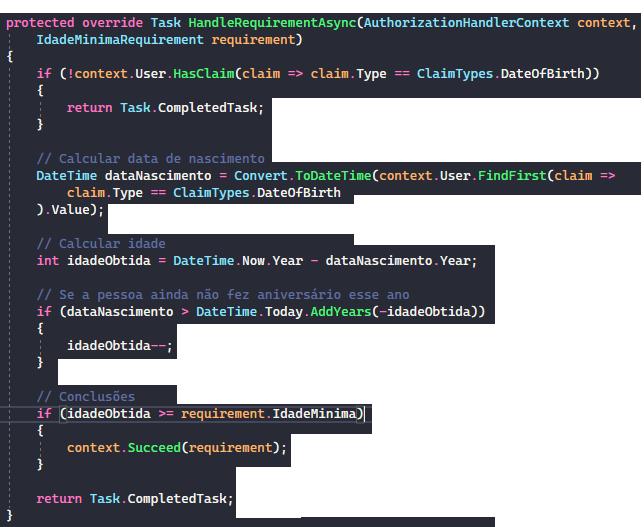 protected override Task HandleRequirementAsync(AuthorizationHandlerContext context,
IdadeMinimaRequirement requirement)
{
if (!context.User.HasClaim(claim => claim.Type == ClaimTypes.DateOfBirth))
{
return Task.CompletedTask;
}
// Calcular data de nascimento
DateTime dataNascimento = Convert.ToDateTime(context.User.FindFirst(claim =>
claim.Type == ClaimTypes.DateOfBirth
).Value);
// Calcular idade
int idadeObtida = DateTime.Now.Year - dataNascimento.Year;
// Se a pessoa ainda não fez aniversário esse ano
if (dataNascimento > DateTime.Today.AddYears(-idadeObtida))
{
idadeObtida--;
}
// Conclusões
if (idadeObtida >= requirement.IdadeMinima)
{
context.Succeed(requirement);
}
return Task.CompletedTask;
}